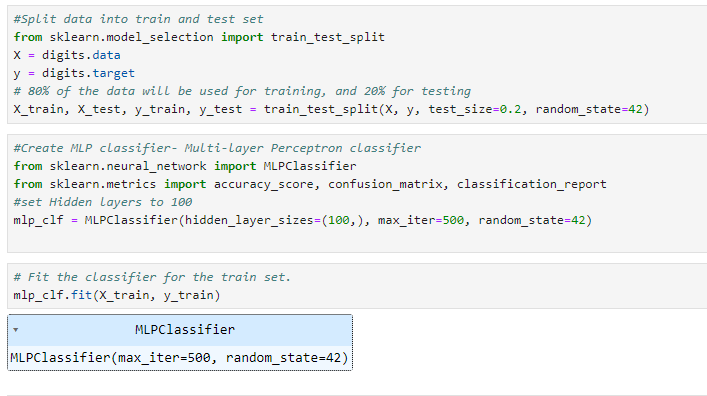 #Split data into train and test set
from sklearn.model_selection import train_test_split
X = digits.data
y = digits.target
# 80% of the data will be used for training, and 20% for testing
X_train, X_test, y_train, y_test = train_test_split(X, y, test_size=0.2, random_state=42)
#Create MLP classifier- Multi-layer Perceptron classifier
from sklearn.neural_network import MLPClassifier
from sklearn.metrics import accuracy_score, confusion_matrix, classification_report
#set Hidden layers to 100
mlp_clf = MLPClassifier(hidden_layer_sizes=(100,), max_iter=500, random_state=42)
# Fit the classifier for the train set.
mlp_clf.fit(X_train, y_train)
MLPClassifier
MLPClassifier(max_iter=500, random_state=42)